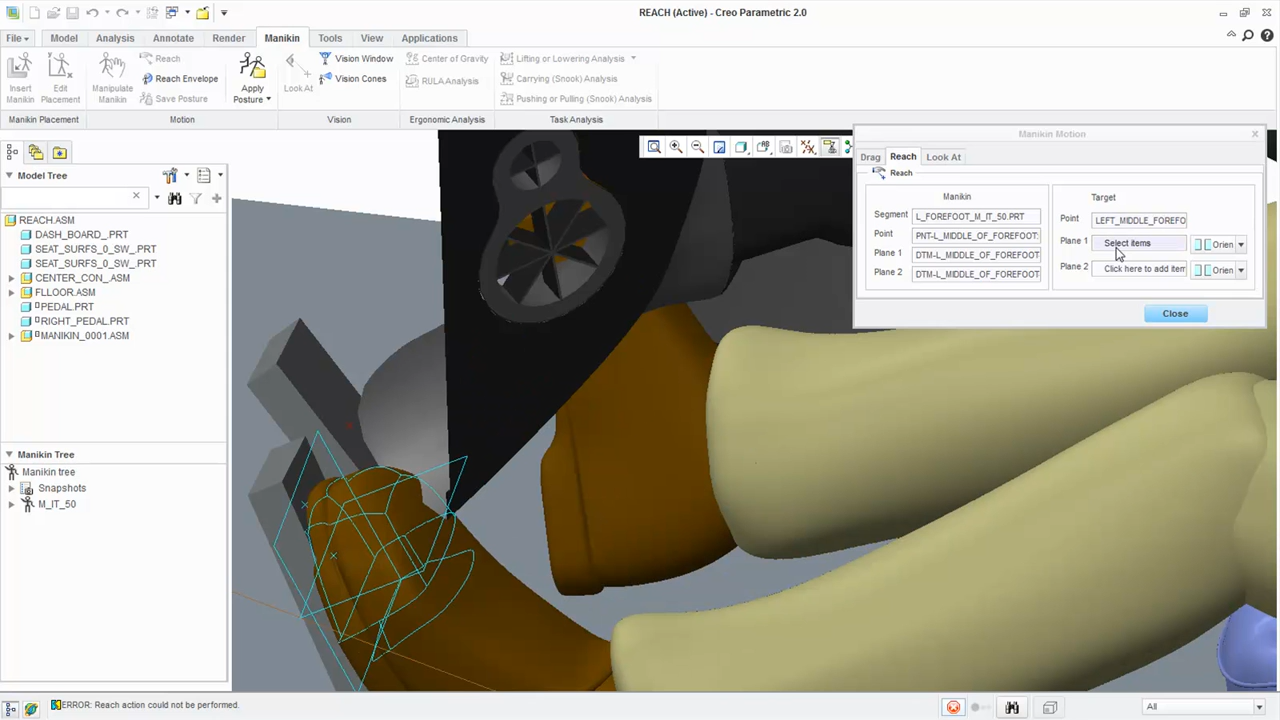 REACH (Active) - Creo Parametric 2.0
File
Model
Analysis
Annotate
Render
Manikin
Tools
View
Applications
Insert
Manikin
Edit
Placement
Manipulate
Manikin
Reach
Reach Envelope
Save Posture
Apply
Posture
Look At
Vision Window
Vision Cones
Center of Gravity
RULA Analysis
Lifting or Lowering Analysis
Carrying (Snook) Analysis
Pushing or Pulling (Snook) Analysis
Manikin Placement
Motion
Vision
Ergonomic Analysis
Task Analysis
Model Tree
REACH.ASM
DASH_BOARD_.PRT
SEAT_SURFS_0_SW_.PRT
SEAT_SURFS_0_SW_.PRT
CENTER_CON_.ASM
FLLOOR.ASM
PEDAL.PRT
RIGHT_PEDAL.PRT
MANIKIN_0001.ASM
Manikin Tree
Manikin tree
Snapshots
M_IT_50
Manikin Motion
Drag
Reach
Look At
Reach
Manikin
Segment L_FOREFOOT_M_IT_50.PRT
Point PNT-L_MIDDLE_OF_FOREFOOT:
Plane 1 DTM-L_MIDDLE_OF_FOREFOOT
Plane 2 DTM-L_MIDDLE_OF_FOREFOOT
Target
Point LEFT_MIDDLE_FOREFO
Plane 1 Select items Orien
Plane 2 Click here to add item Orien
Close
ERROR: Reach action could not be performed.
All